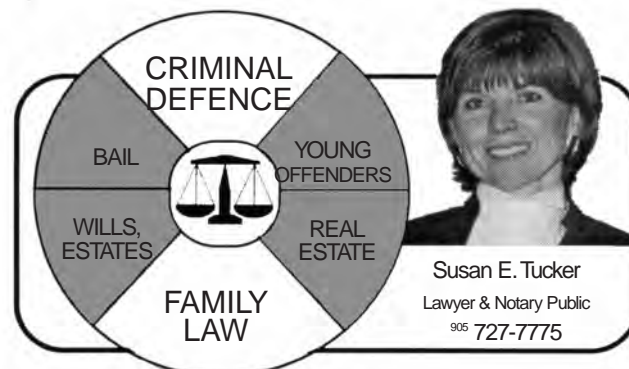 CRIMINAL
DEFENCE
BAIL
YOUNG
OFFENDERS
WILLS,
ESTATES
REAL
ESTATE
FAMILY
LAW
Susan E. Tucker
Lawyer & Notary Public
905 727-7775